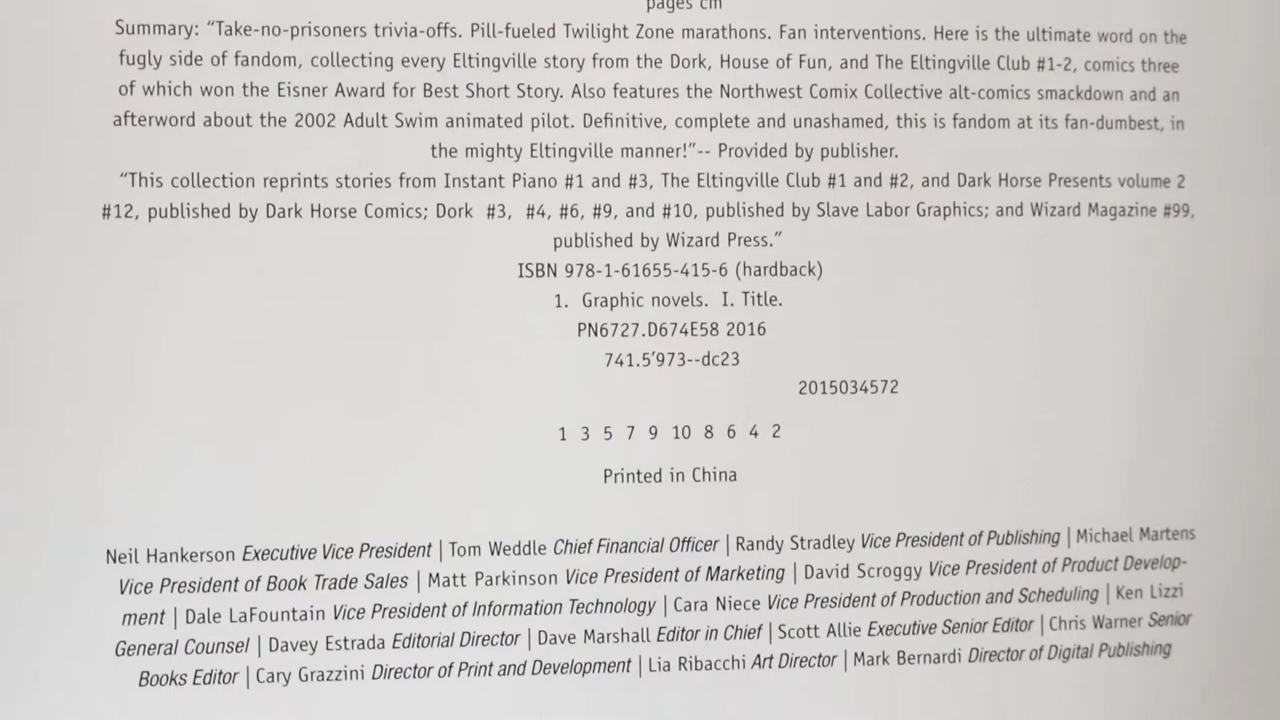 pages cm
Summary: “Take-no-prisoners trivia-offs. Pill-fueled Twilight Zone marathons. Fan interventions. Here is the ultimate word on the
fugly side of fandom, collecting every Eltingville story from the Dork, House of Fun, and The Eltingville Club #1-2, comics three
of which won the Eisner Award for Best Short Story. Also features the Northwest Comix Collective alt-comics smackdown and an
afterword about the 2002 Adult Swim animated pilot. Definitive, complete and unashamed, this is fandom at its fan-dumbest, in
the mighty Eltingville manner!”-- Provided by publisher.
“This collection reprints stories from Instant Piano #1 and #3, The Eltingville Club #1 and #2, and Dark Horse Presents volume 2
#12, published by Dark Horse Comics; Dork #3, #4, #6, #9, and #10, published by Slave Labor Graphics; and Wizard Magazine #99,
published by Wizard Press.”
ISBN 978-1-61655-415-6 (hardback)
1. Graphic novels. I. Title.
PN6727.D674E58 2016
741.5’973--dc23
2015034572
1 3 5 7 9 10 8 6 4 2
Printed in China
Neil Hankerson Executive Vice President | Tom Weddle Chief Financial Officer | Randy Stradley Vice President of Publishing | Michael Martens
Vice President of Book Trade Sales | Matt Parkinson Vice President of Marketing | David Scroggy Vice President of Product Develop-
ment | Dale LaFountain Vice President of Information Technology | Cara Niece Vice President of Production and Scheduling | Ken Lizzi
General Counsel | Davey Estrada Editorial Director | Dave Marshall Editor in Chief | Scott Allie Executive Senior Editor | Chris Warner Senior
Books Editor | Cary Grazzini Director of Print and Development | Lia Ribacchi Art Director | Mark Bernardi Director of Digital Publishing